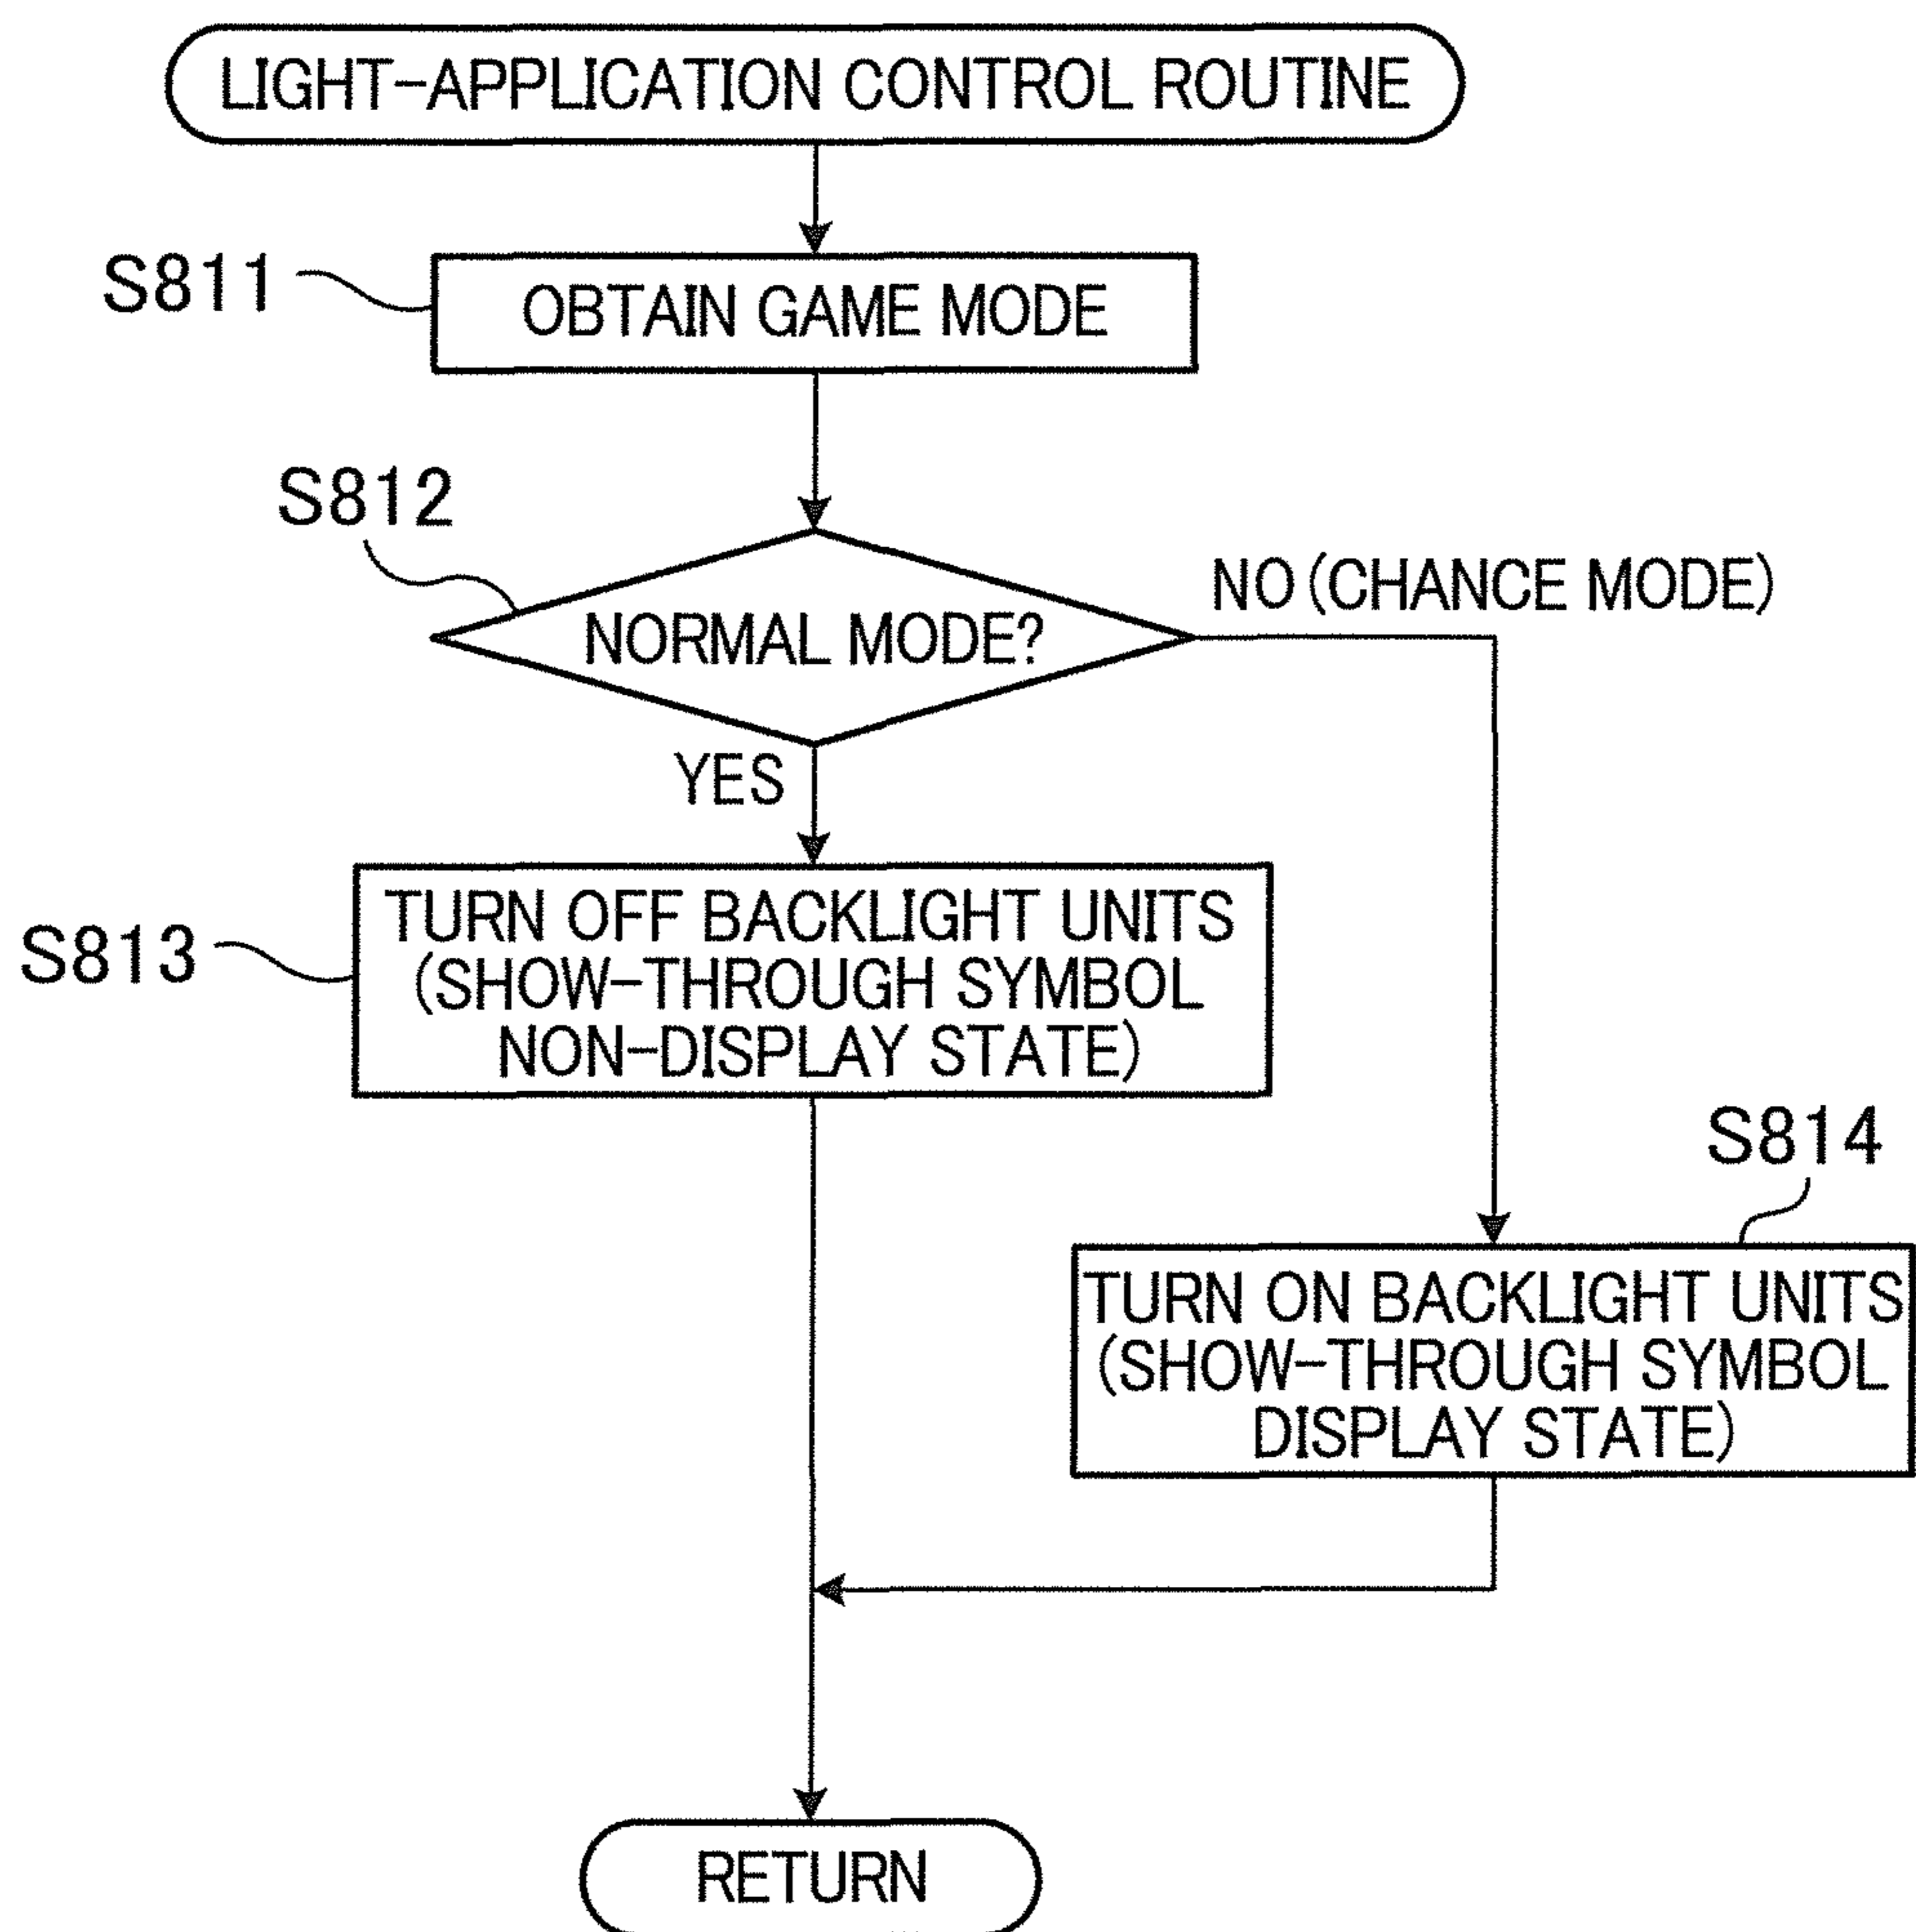 LIGHT-APPLICATION CONTROL ROUTINE
S811
OBTAIN GAME MODE
S812
NO (CHANCE MODE)
NORMAL MODE?
YES
S813
TURN OFF BACKLIGHT UNITS
(SHOW-THROUGH SYMBOL
NON-DISPLAY STATE)
S814
TURN ON BACKLIGHT UNITS
(SHOW-THROUGH SYMBOL
DISPLAY STATE)
RETURN